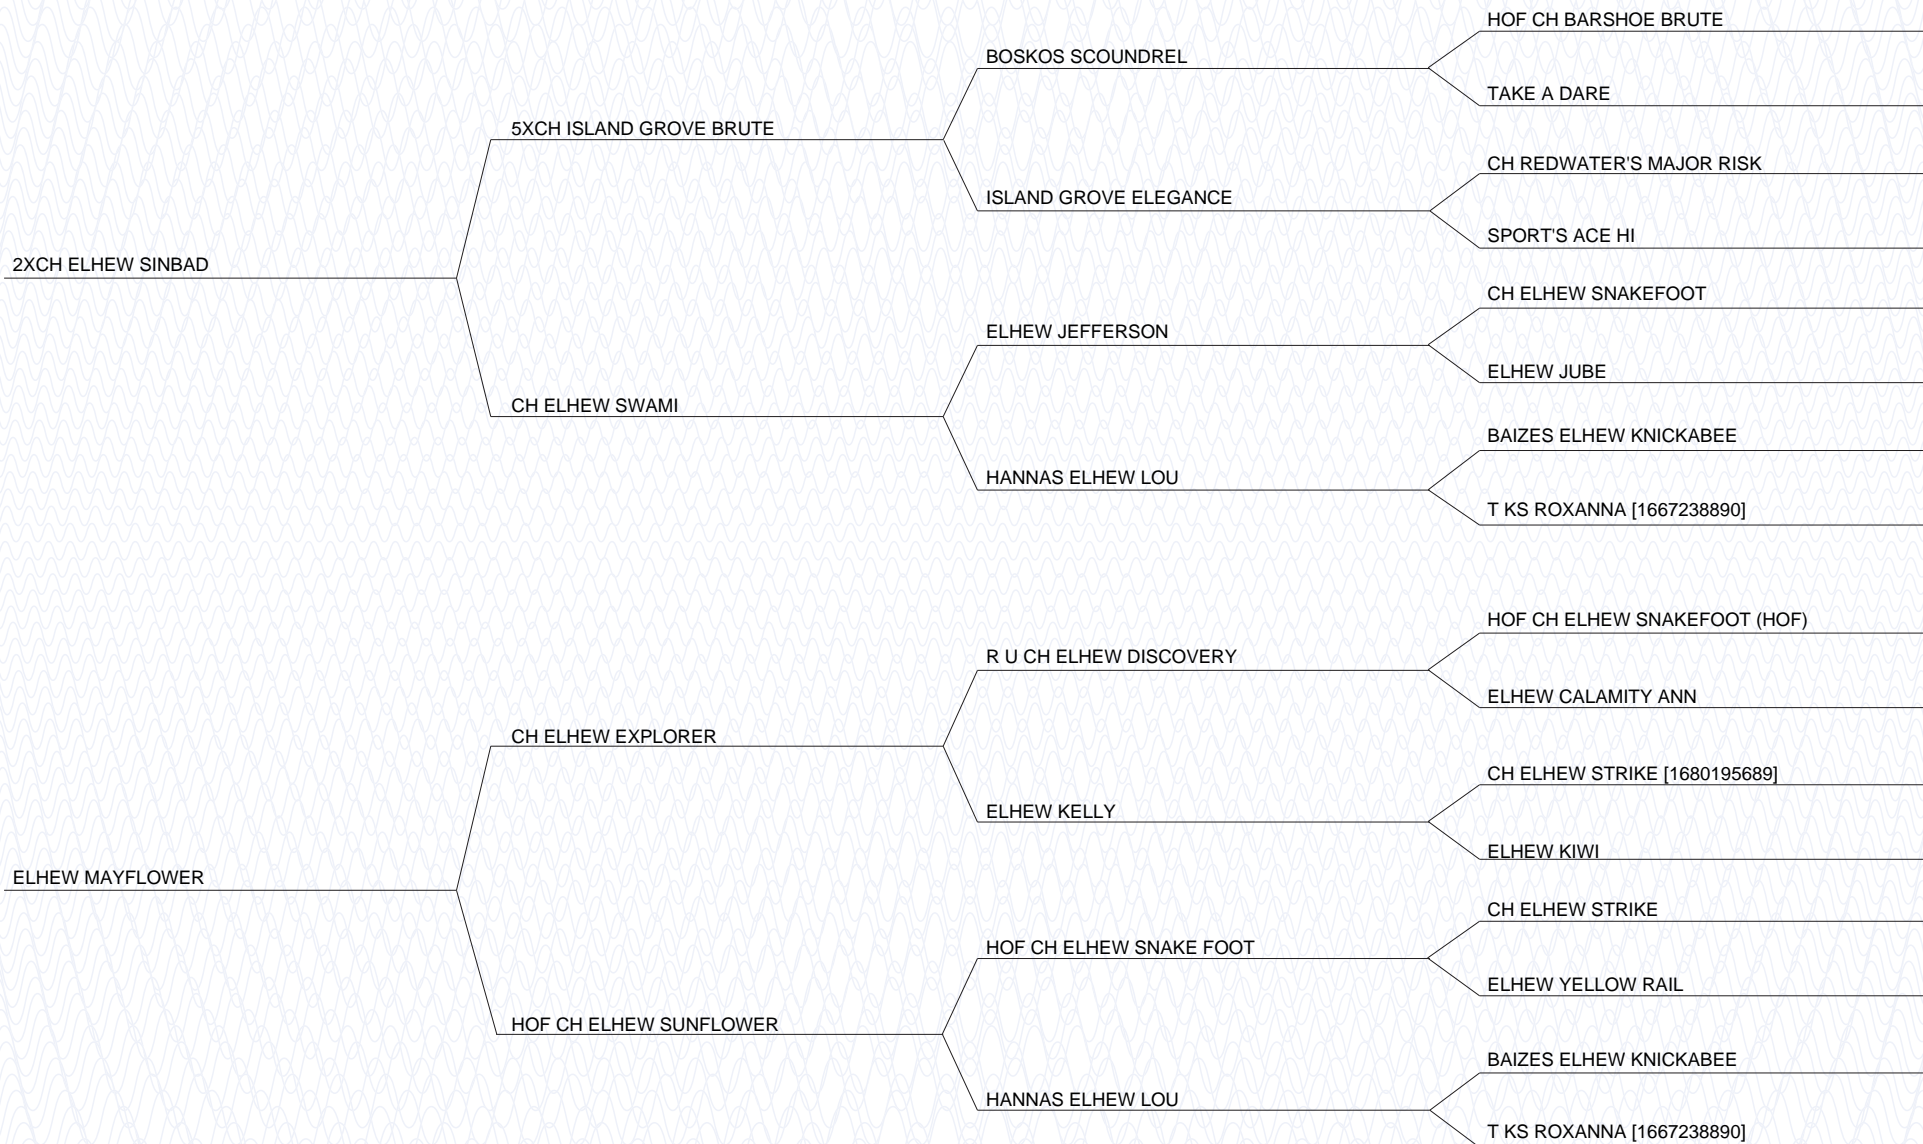 HOF CH BARSHOE BRUTE
BOSKOS SCOUNDREL
TAKE A DARE
5XCH ISLAND GROVE BRUTE
CH REDWATER'S MAJOR RISK
ISLAND GROVE ELEGANCE
SPORT'S ACE HI
2XCH ELHEW SINBAD
CH ELHEW SNAKEFOOT
ELHEW JEFFERSON
ELHEW JUBE
CH ELHEW SWAMI
BAIZES ELHEW KNICKABEE
HANNAS ELHEW LOU
T KS ROXANNA [1667238890]
HOF CH ELHEW SNAKEFOOT (HOF)
R U CH ELHEW DISCOVERY
ELHEW CALAMITY ANN
CH ELHEW EXPLORER
CH ELHEW STRIKE [1680195689]
ELHEW KELLY
ELHEW KIWI
ELHEW MAYFLOWER
CH ELHEW STRIKE
HOF CH ELHEW SNAKE FOOT
ELHEW YELLOW RAIL
HOF CH ELHEW SUNFLOWER
BAIZES ELHEW KNICKABEE
HANNAS ELHEW LOU
T KS ROXANNA [1667238890]